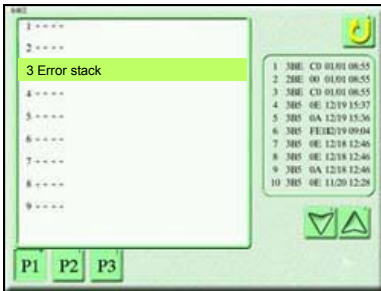 1 - - - -
2 - - - -
3 Error stack
4 - - - -
5 - - - -
6 - - - -
7 - - - -
8 - - - -
9 - - - -
1 3BE C0 01/01 08:55
2 2BE 00 01/01 08:55
3 3BE C0 01/01 08:55
4 3B5 0E 12/19 15:37
5 3B5 0A 12/19 15:36
6 3B5 12/19 09:04
7 3B5 0E 12/18 12:46
8 3B5 0E 12/18 12:46
9 3B5 0A 12/18 12:46
10 3B5 0E 11/20 12:28
P1 P2 P3